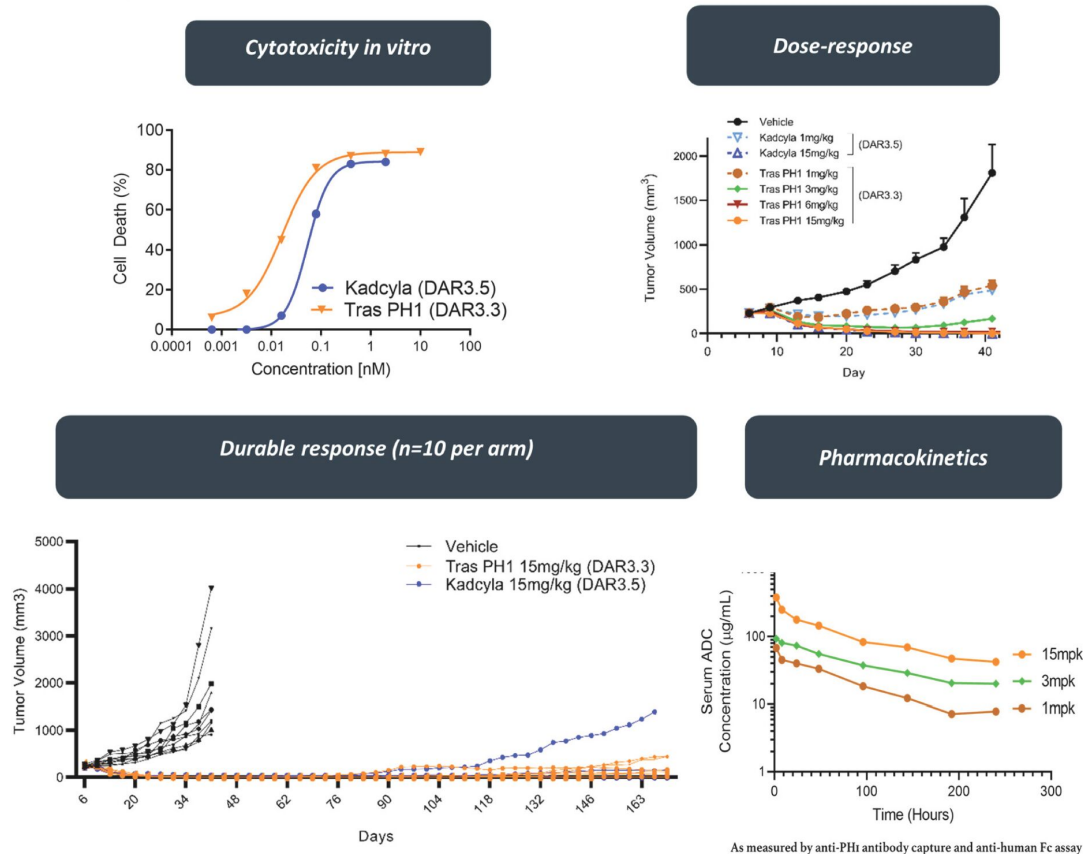 Cytotoxicity in vitro
Dose-response
Cell Death (%)
100
80
60
40
20
0
0.0001 0.001 0.01 0.1 1 10 100
Concentration [nM]
Kadcyla (DAR3.5)
Tras PH1 (DAR3.3)
Vehicle
Kadcyla 1mg/kg
Kadcyla 15mg/kg
(DAR3.5)
Tras PH1 1mg/kg
Tras PH1 3mg/kg
Tras PH1 6mg/kg
Tras PH1 15mg/kg
(DAR3.3)
Tumor Volume (mm3)
2000
1500
1000
500
0
0 10 20 30 40
Day
Durable response (n=10 per arm)
Pharmacokinetics
Tumor Volume (mm3)
5000
4000
3000
2000
1000
0
6 20 34 48 62 76 90 104 118 132 146 163
Days
Vehicle
Tras PH1 15mg/kg (DAR3.3)
Kadcyla 15mg/kg (DAR3.5)
Serum ADC
Concentration (µg/mL)
100
10
1
0 100 200 300
Time (Hours)
15mpk
3mpk
1mpk
As measured by anti-PH1 antibody capture and anti-human Fc assay